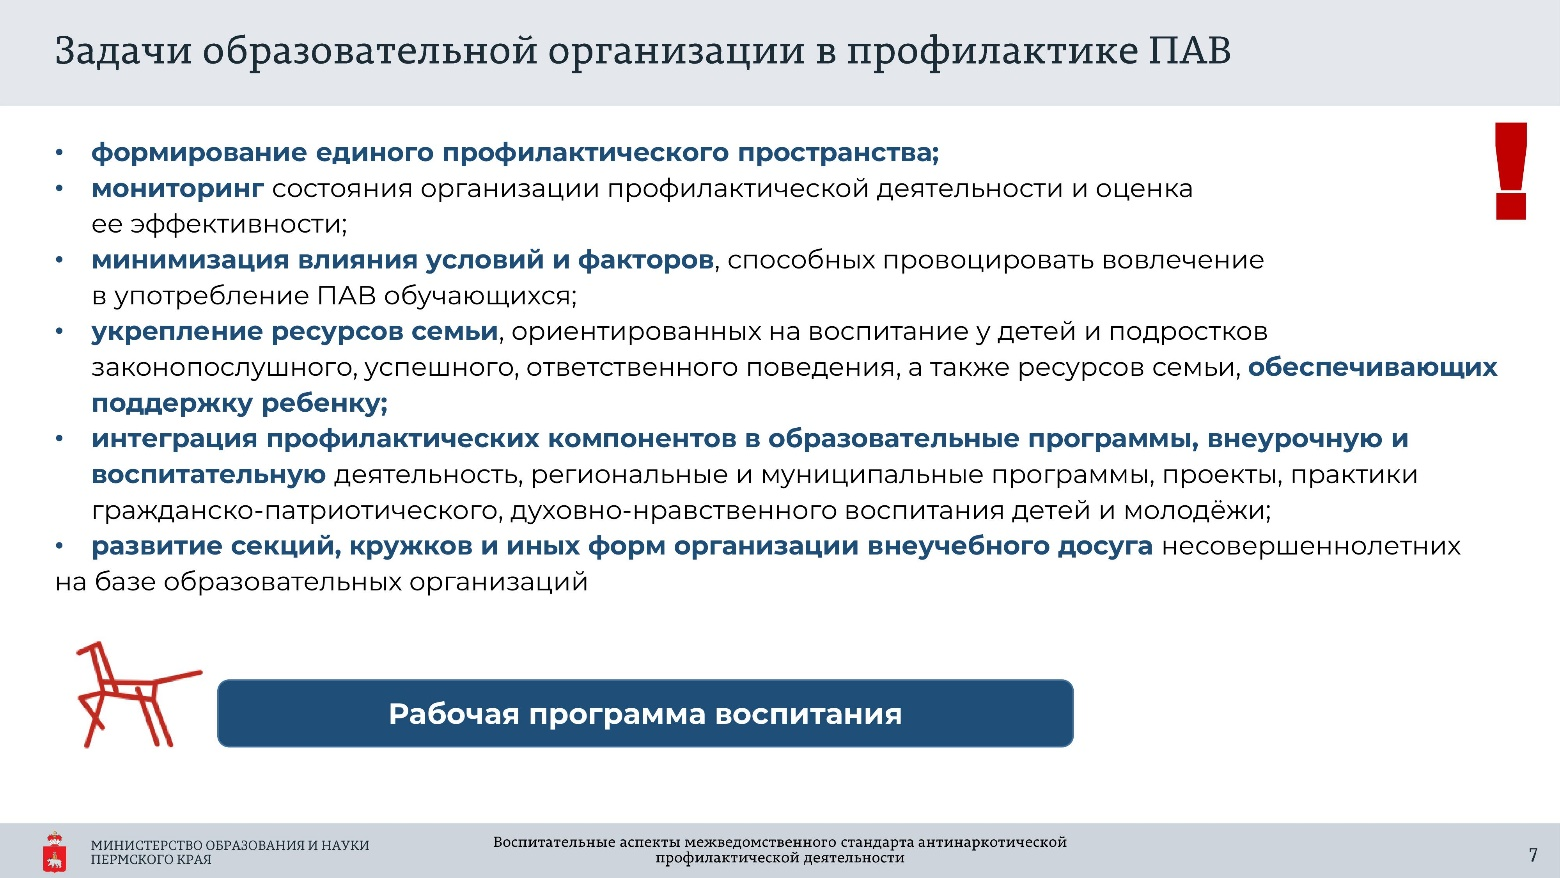 Задачи образовательной организации в профилактике ПАВ
• формирование единого профилактического пространства;
• мониторинг состояния организации профилактической деятельности и оценка
ее эффективности;
• минимизация влияния условий и факторов, способных провоцировать вовлечение
в употребление ПАВ обучающихся;
• укрепление ресурсов семьи, ориентированных на воспитание у детей и подростков
законопослушного, успешного, ответственного поведения, а также ресурсов семьи, обеспечивающих
поддержку ребенку;
• интеграция профилактических компонентов в образовательные программы, внеурочную и
воспитательную деятельность, региональные и муниципальные программы, проекты, практики
гражданско-патриотического, духовно-нравственного воспитания детей и молодёжи;
• развитие секций, кружков и иных форм организации внеучебного досуга несовершеннолетних
на базе образовательных организаций
!
Рабочая программа воспитания
МИНИСТЕРСТВО ОБРАЗОВАНИЯ И НАУКИ
ПЕРМСКОГО КРАЯ
Воспитательные аспекты межведомственного стандарта антинаркотической
профилактической деятельности
7